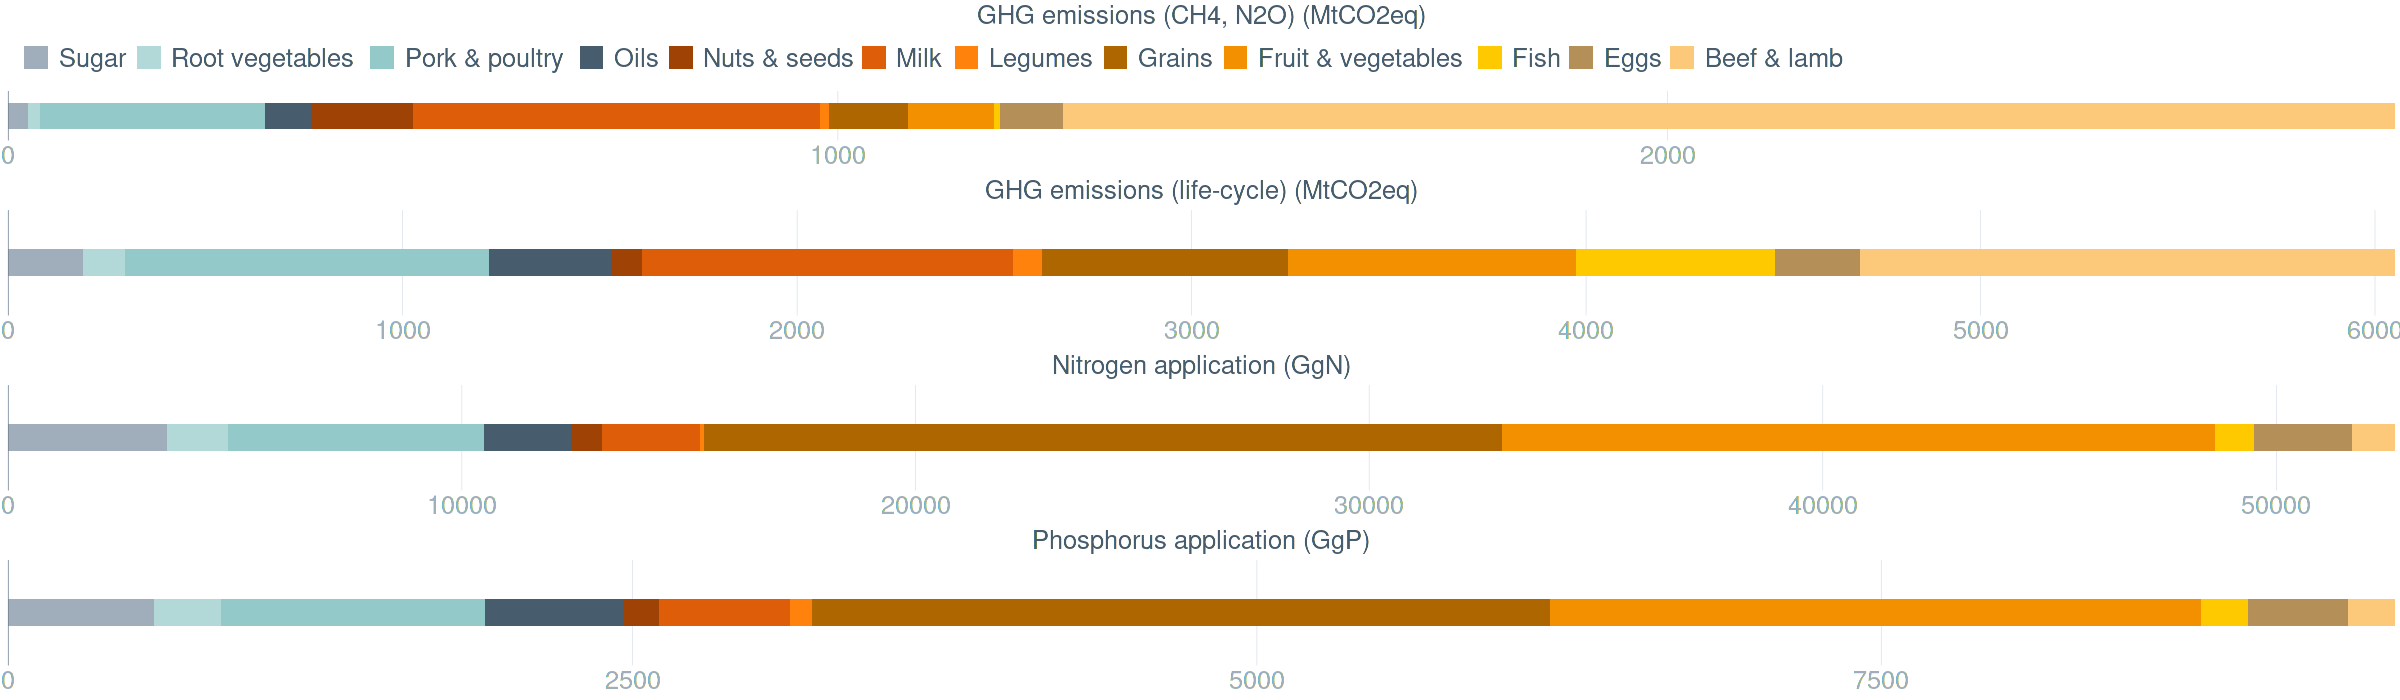 GHG emissions (CH4, N2O) (MtCO2eq)
Sugar Root vegetables Pork & poultry Oils Nuts & seeds Milk Legumes Grains Fruit & vegetables Fish Eggs Beef & lamb
0 1000 2000
GHG emissions (life-cycle) (MtCO2eq)
0 1000 2000 3000 4000 5000 6000
Nitrogen application (GgN)
0 10000 20000 30000 40000 50000
Phosphorus application (GgP)
0 2500 5000 7500